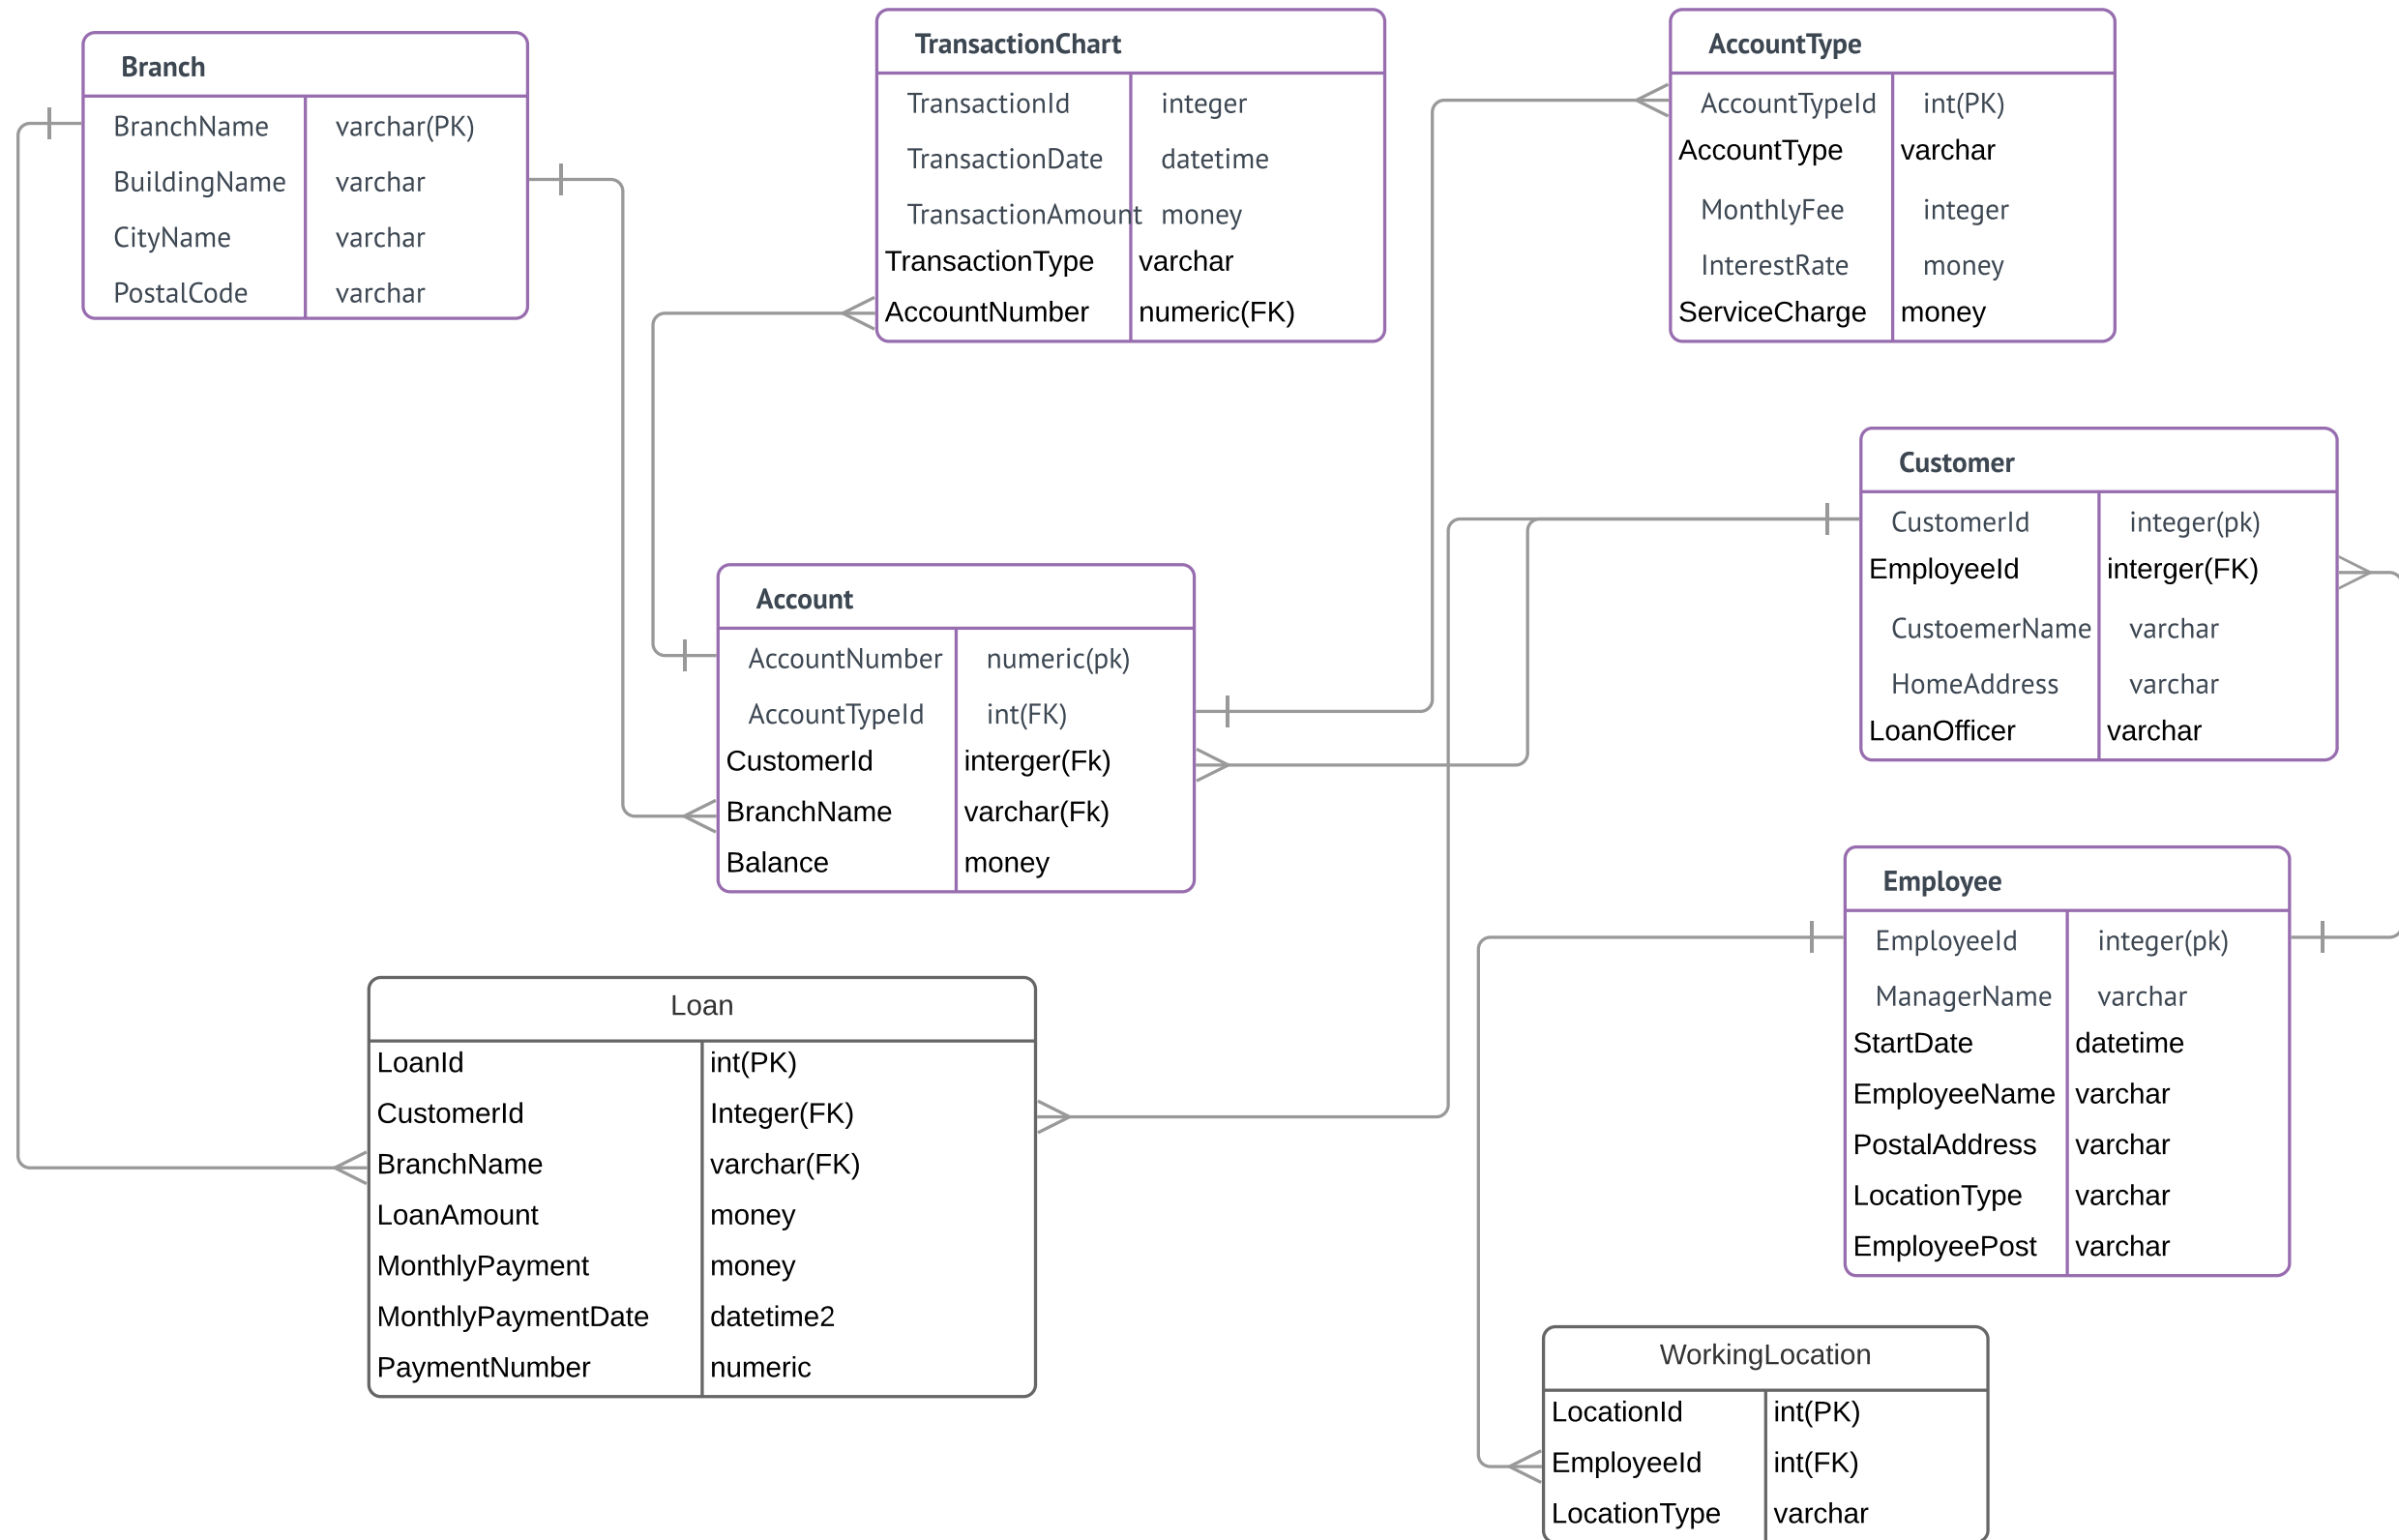 Branch
BranchName varchar(PK)
BuildingName varchar
CityName varchar
PostalCode varchar
TransactionChart
TransactionId integer
TransactionDate datetime
TransactionAmount money
TransactionType varchar
AccountNumber numeric(FK)
AccountType
AccountTypeId int(PK)
AccountType varchar
MonthlyFee integer
InterestRate money
ServiceCharge money
Customer
CustomerId integer(pk)
EmployeeId interger(FK)
CustoemerName varchar
HomeAddress varchar
LoanOfficer varchar
Account
AccountNumber numeric(pk)
AccountTypeId int(FK)
CustomerId interger(Fk)
BranchName varchar(Fk)
Balance money
Employee
EmployeeId integer(pk)
ManagerName varchar
StartDate datetime
EmployeeName varchar
PostalAddress varchar
LocationType varchar
EmployeePost varchar
Loan
LoanId int(PK)
CustomerId Integer(FK)
BranchName varchar(FK)
LoanAmount money
MonthlyPayment money
MonthlyPaymentDate datetime2
PaymentNumber numeric
WorkingLocation
LocationId int(PK)
EmployeeId int(FK)
LocationType varchar